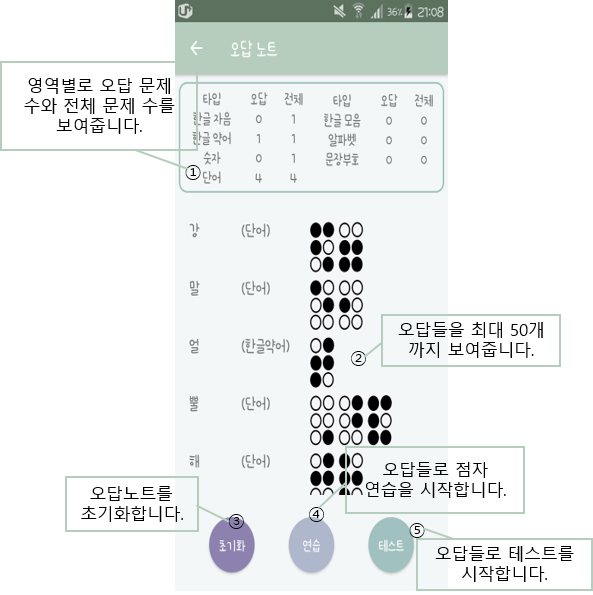 36% 21:08
오답 노트
영역별로 오답 문제
수와 전체 문제 수를
보여줍니다.
타입 오답 전체 타입 오답 전체
한글 자음 0 1 한글 모음 0 0
한글 약어 1 1 알파벳 0 0
숫자 0 1 문장부호 0 0
① 단어 4 4
강 (단어)
말 (단어)
오답들을 최대 50개
까지 보여줍니다.
얼 (한글약어) ②
뿔 (단어)
해 (단어)
오답들로 점자
연습을 시작합니다.
오답노트를
초기화합니다.
③ ④ ⑤
초기화 연습 테스트
오답들로 테스트를
시작합니다.